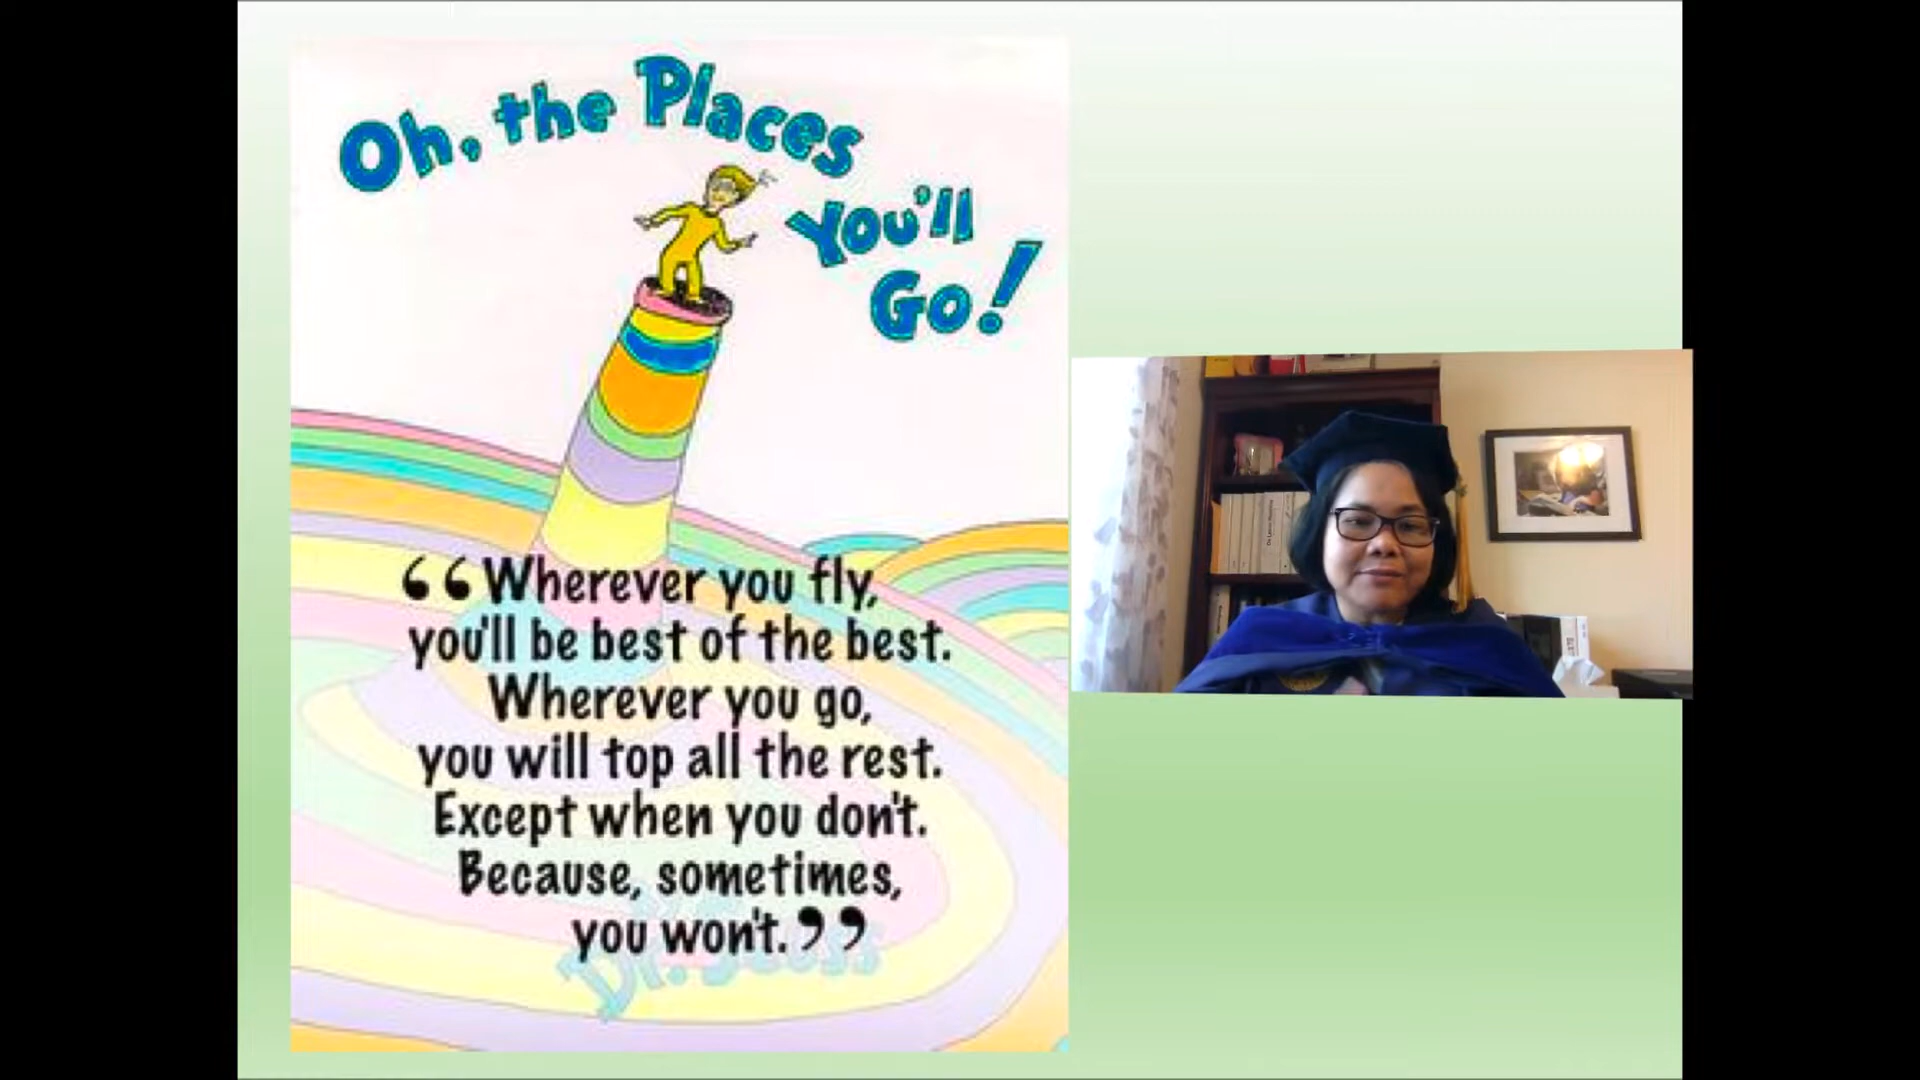 Oh, the Places
You'll
Go!
“Wherever you fly,
you'll be best of the best.
Wherever you go,
you will top all the rest.
Except when you don't.
Because, sometimes,
you won't.”
Dr. Seuss